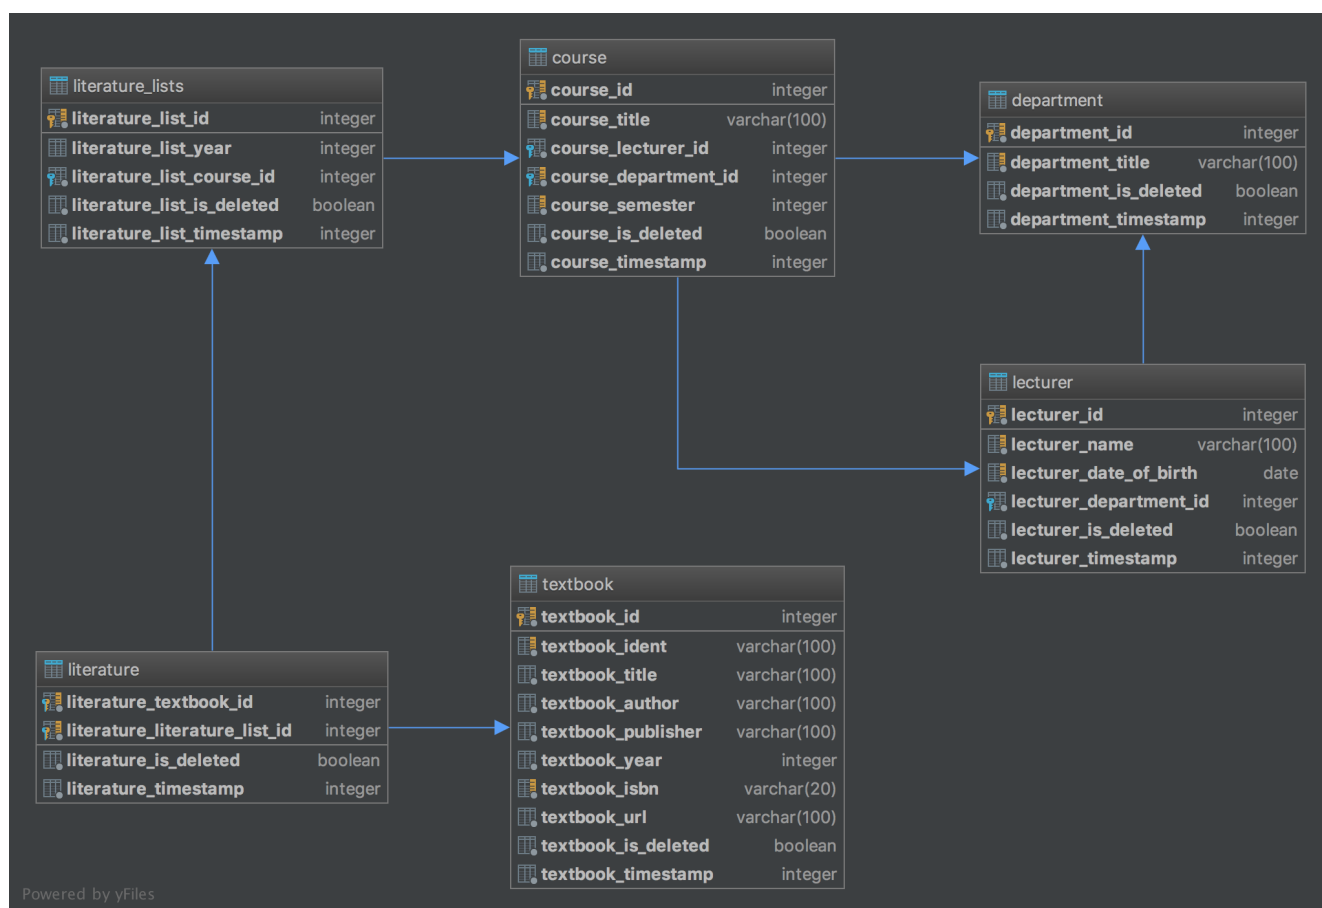 literature_lists
literature_list_id integer
literature_list_year integer
literature_list_course_id integer
literature_list_is_deleted boolean
literature_list_timestamp integer
course
course_id integer
course_title varchar(100)
course_lecturer_id integer
course_department_id integer
course_semester integer
course_is_deleted boolean
course_timestamp integer
department
department_id integer
department_title varchar(100)
department_is_deleted boolean
department_timestamp integer
lecturer
lecturer_id integer
lecturer_name varchar(100)
lecturer_date_of_birth date
lecturer_department_id integer
lecturer_is_deleted boolean
lecturer_timestamp integer
literature
literature_textbook_id integer
literature_literature_list_id integer
literature_is_deleted boolean
literature_timestamp integer
textbook
textbook_id integer
textbook_ident varchar(100)
textbook_title varchar(100)
textbook_author varchar(100)
textbook_publisher varchar(100)
textbook_year integer
textbook_isbn varchar(20)
textbook_url varchar(100)
textbook_is_deleted boolean
textbook_timestamp integer
Powered by yFiles